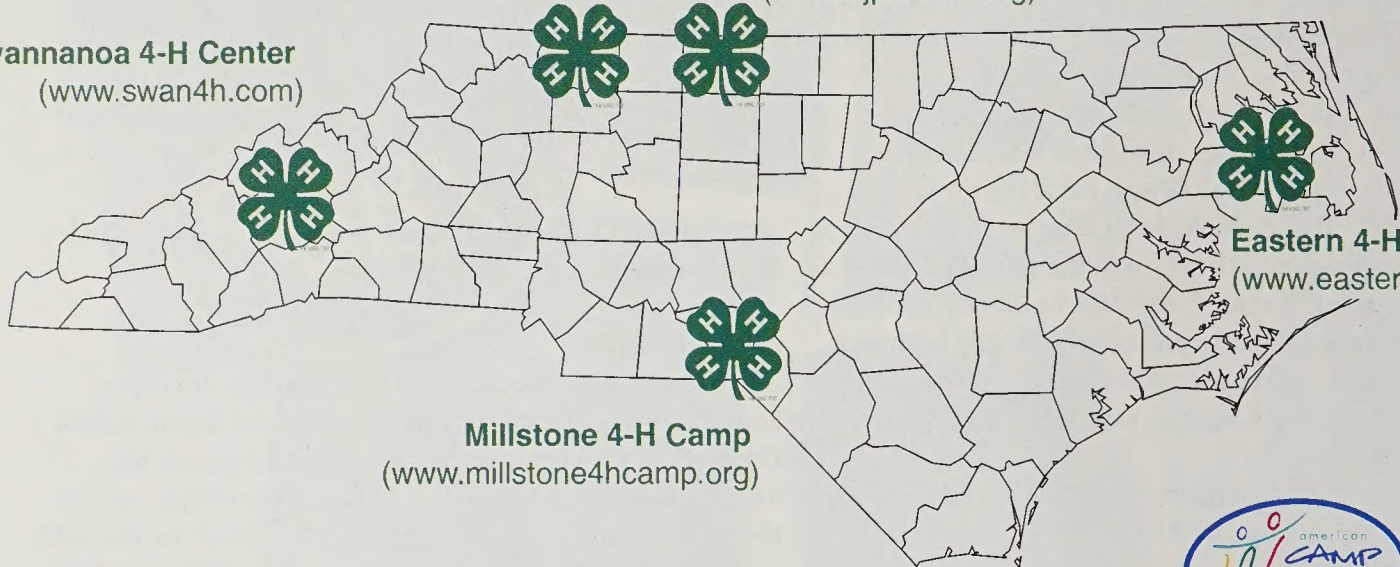 annanoa 4-H Center
(www.swan4h.com)
H H H H
H H H H
H H H H
H H H H
Eastern 4-H
(www.easter
H H H H
Millstone 4-H Camp
(www.millstone4hcamp.org)
american
CAMP